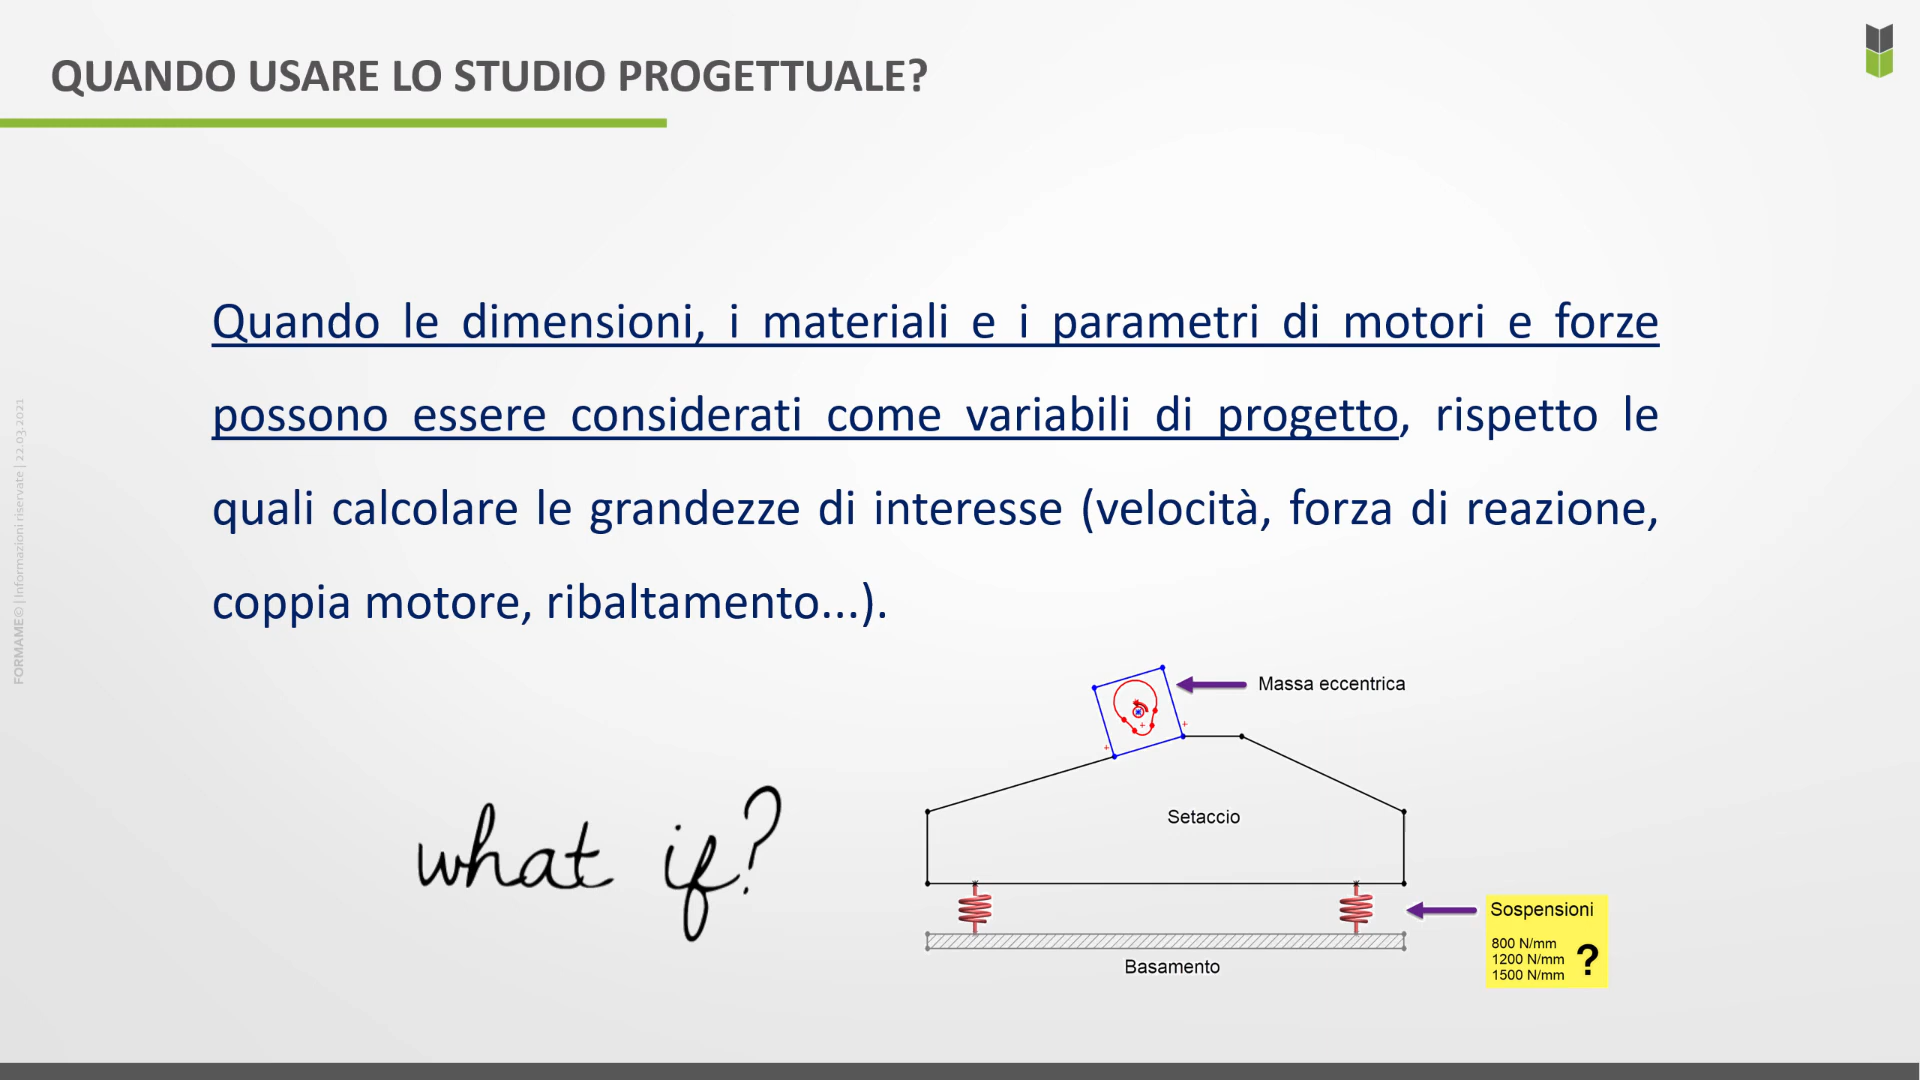 QUANDO USARE LO STUDIO PROGETTUALE?
Quando le dimensioni, i materiali e i parametri di motori e forze
possono essere considerati come variabili di progetto, rispetto le
quali calcolare le grandezze di interesse (velocità, forza di reazione,
coppia motore, ribaltamento...).
Massa eccentrica
Setaccio
what if?
Sospensioni
800 N/mm
1200 N/mm
1500 N/mm
?
Basamento
FORMAME© | Informazioni riservate | 22.03.2021